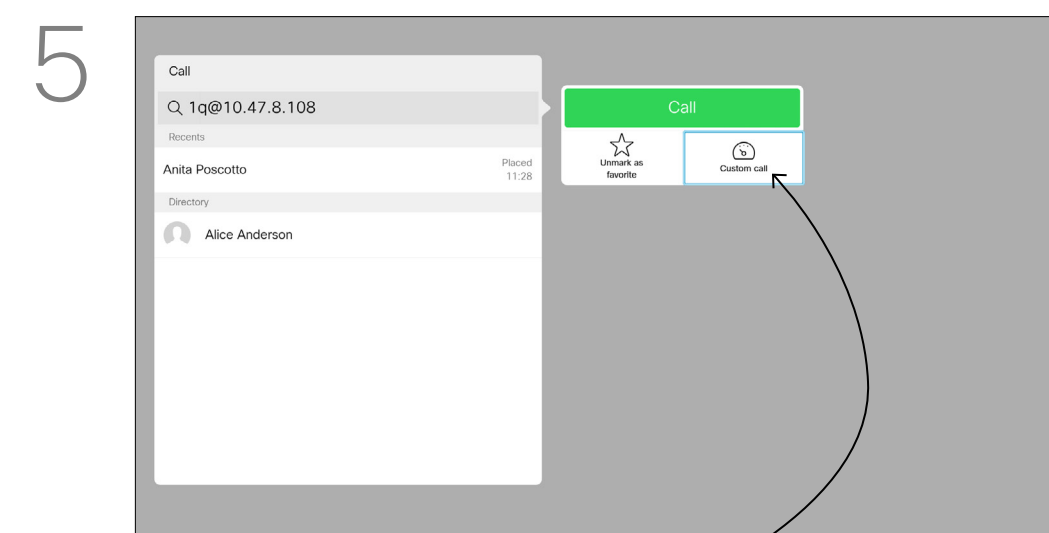 5
Call
1q@10.47.8.108
Call
Recents
Anita Poscotto
Placed
11:28
Unmark as
favorite
Custom call
Directory
Alice Anderson